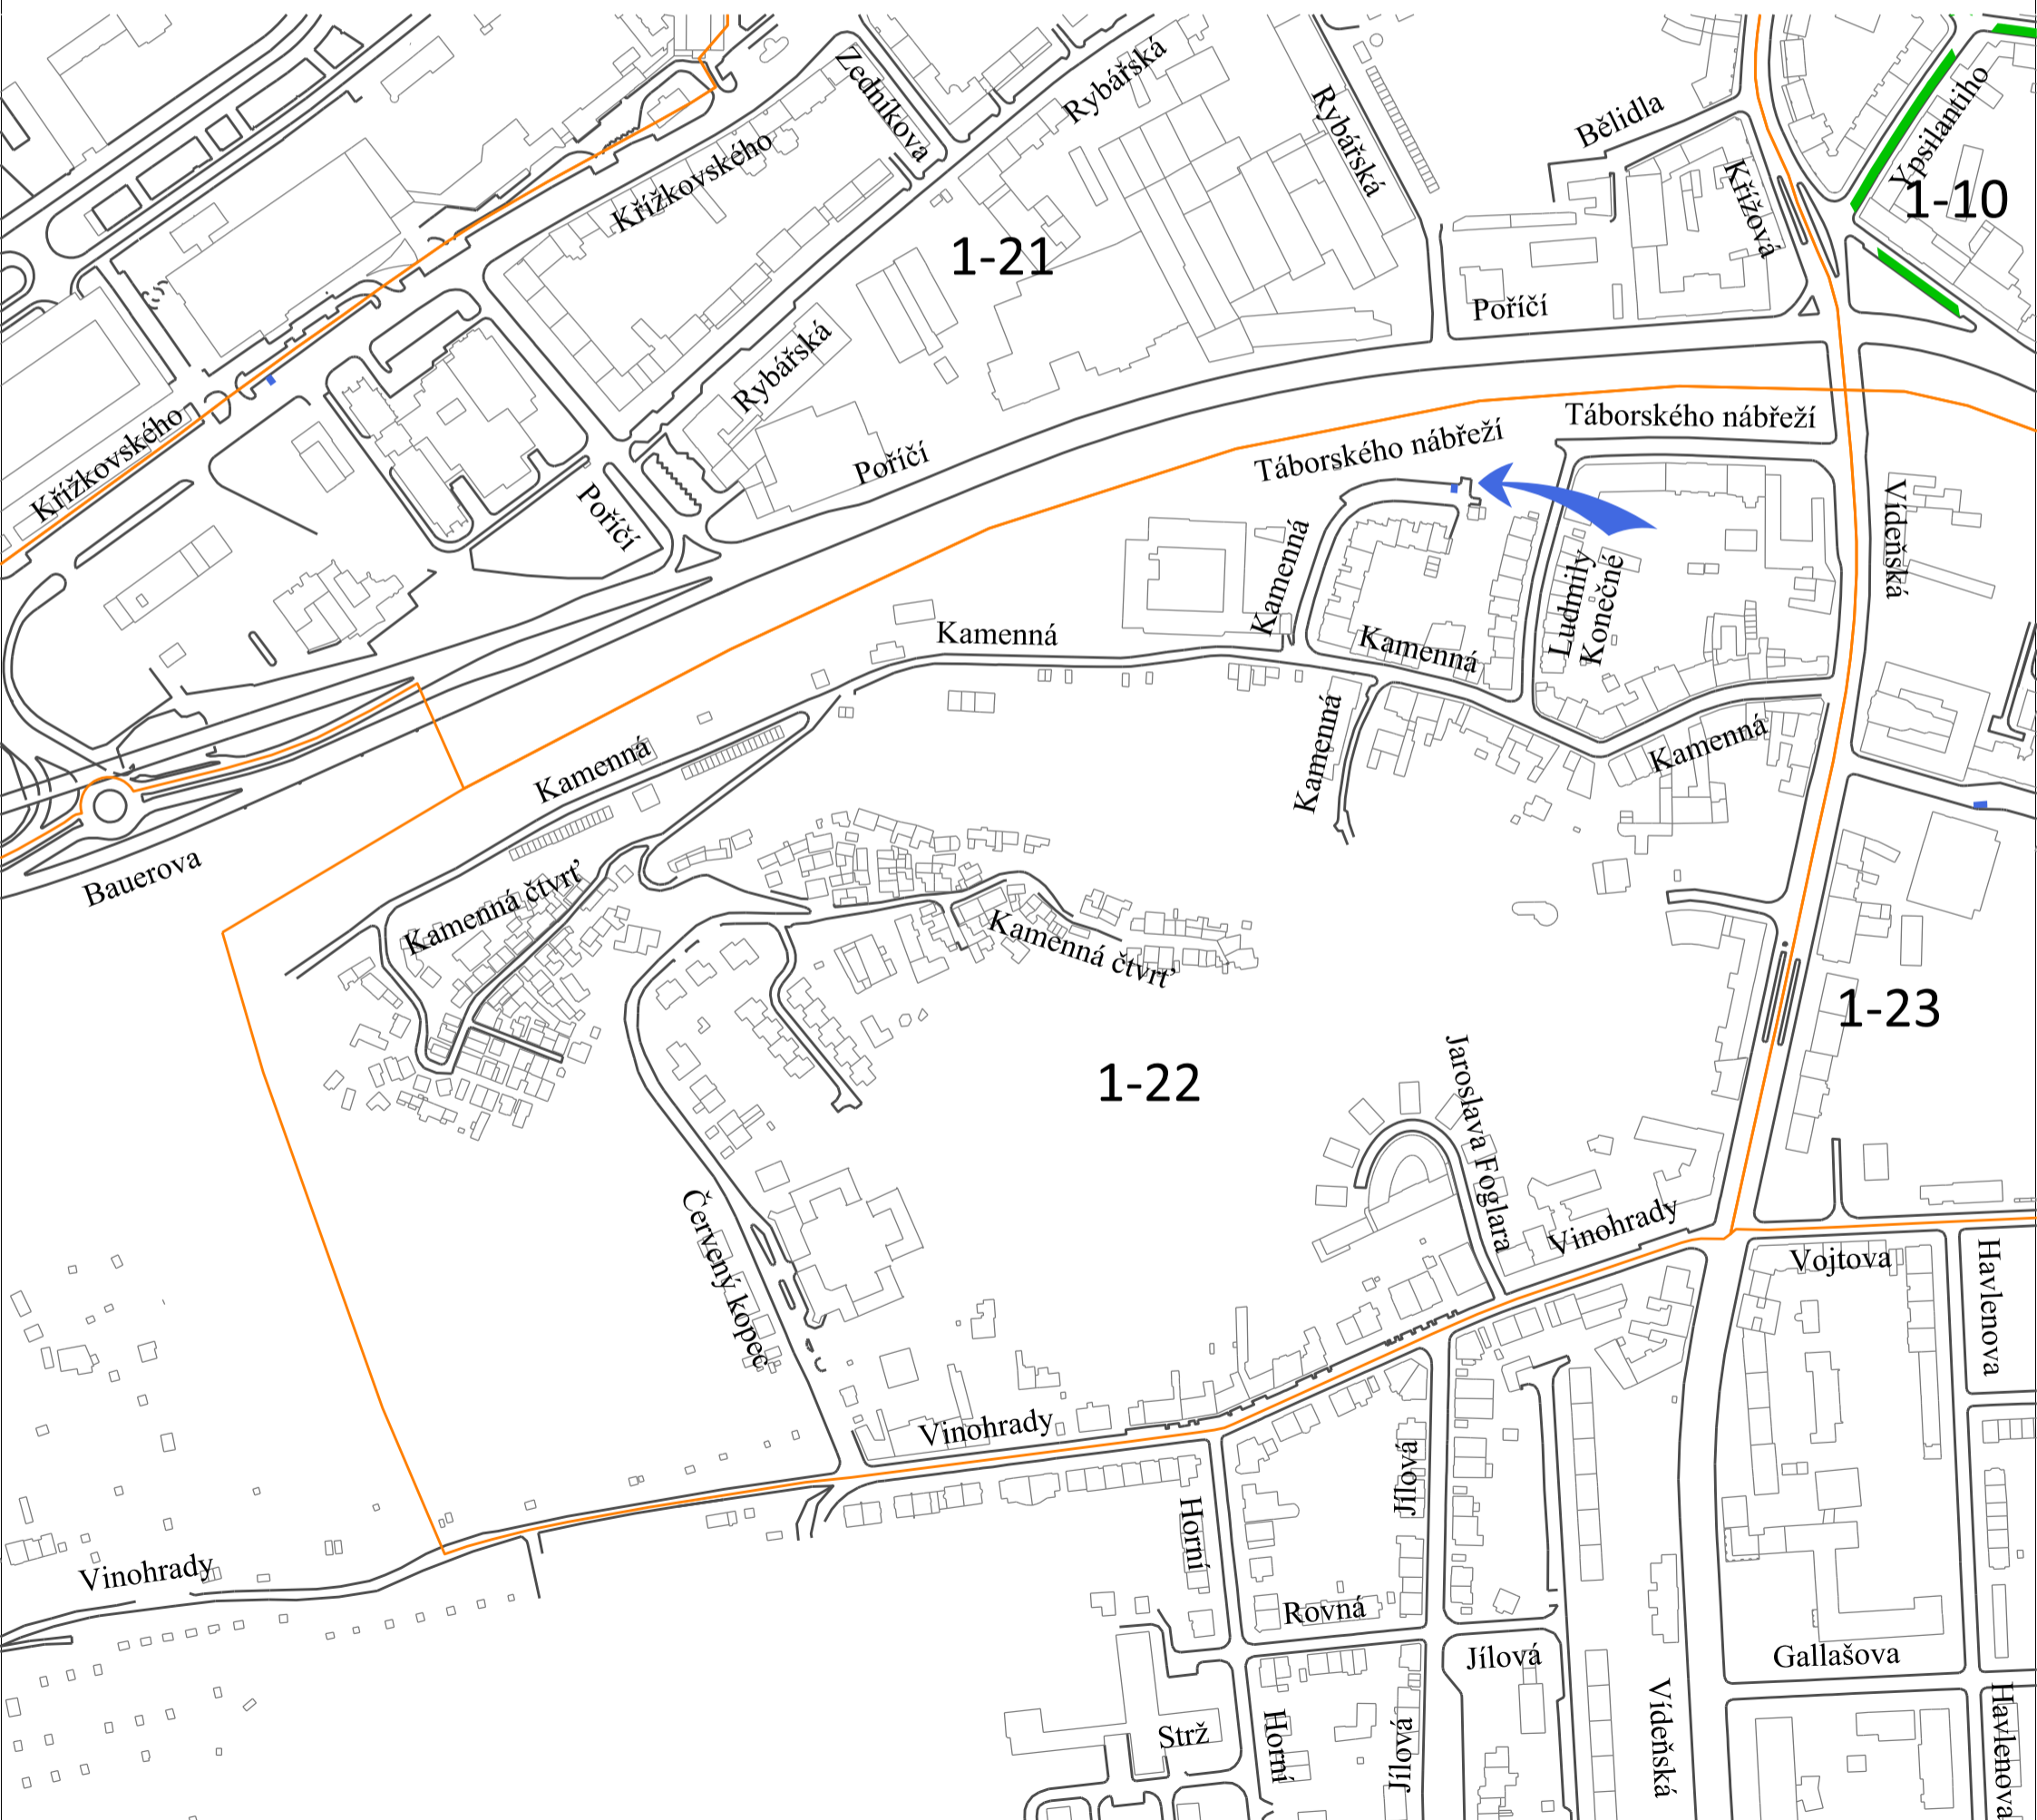 Zedníkova
Rybářská
Rybářská
Bělidla
Ypsilantiho
Křížkovského
Křížová
1-10
1-21
Poříčí
Rybářská
Křížkovského
Táborského nábřeží
Táborského nábřeží
Poříčí
Poříčí
Vídeňská
Kamenná
Ludmily
Konečné
Kamenná
Kamenná
Kamenná
Kamenná
Kamenná
Bauerova
Kamenná čtvrť
Kamenná čtvrť
1-23
1-22
Jaroslava Foglara
Červený kopec
Vinohrady
Vojtova
Havlenova
Vinohrady
Jílová
Horní
Vinohrady
Rovná
Jílová
Gallašova
Vídeňská
Havlenova
Strž
Horní
Jílová